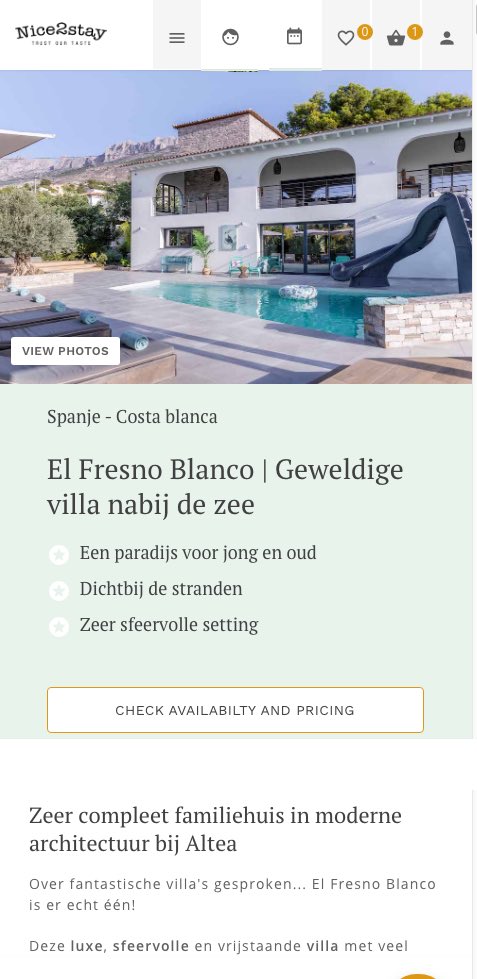 Nice2stay
TRUST OUR TASTE
0
1
VIEW PHOTOS
Spanje - Costa blanca
El Fresno Blanco | Geweldige
villa nabij de zee
Een paradijs voor jong en oud
Dichtbij de stranden
Zeer sfeervolle setting
CHECK AVAILABILTY AND PRICING
Zeer compleet familiehuis in moderne
architectuur bij Altea
Over fantastische villa's gesproken... El Fresno Blanco
is er echt één!
Deze luxe, sfeervolle en vrijstaande villa met veel